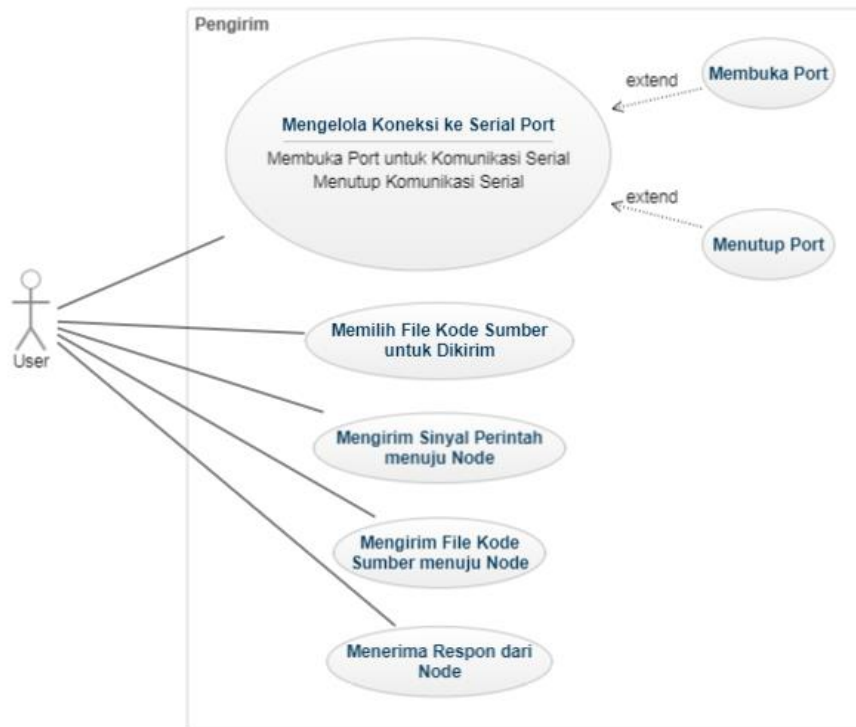 Pengirim
Mengelola Koneksi ke Serial Port
Membuka Port untuk Komunikasi Serial
Menutup Komunikasi Serial
extend
Membuka Port
extend
Menutup Port
User
Memilih File Kode Sumber
untuk Dikirim
Mengirim Sinyal Perintah
menuju Node
Mengirim File Kode
Sumber menuju Node
Menerima Respon dari
Node